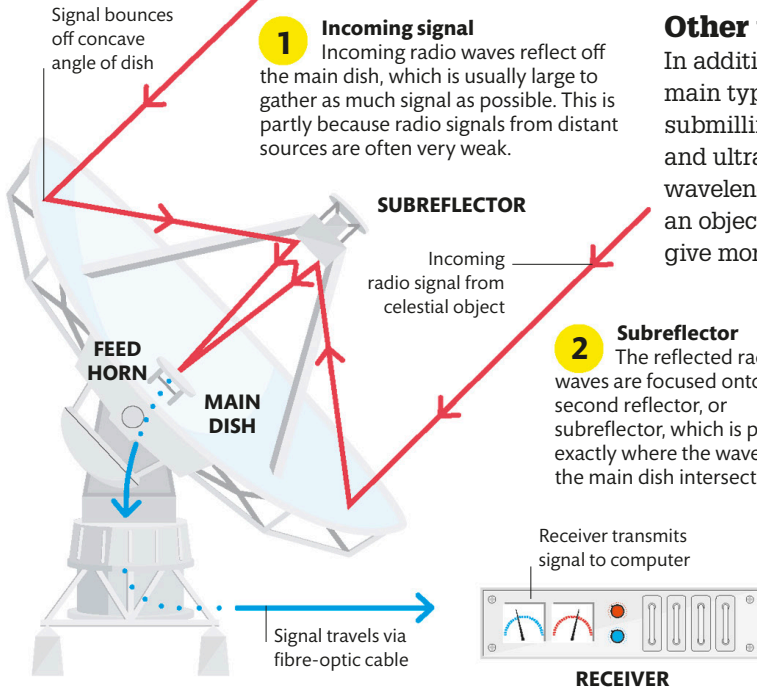 Signal bounces
off concave
angle of dish
1
Incoming signal
Incoming radio waves reflect off
the main dish, which is usually large to
gather as much signal as possible. This is
partly because radio signals from distant
sources are often very weak.
Other
In
main
and
an object
give
SUBREFLECTOR
Incoming
radio signal from
celestial object
FEED
HORN
MAIN
DISH
2
Subreflector
The reflected
waves are focused
second reflector, or
subreflector, which is
exactly where the
the main dish intersect
Receiver transmits
signal to computer
Signal travels via
fibre-optic cable
RECEIVER